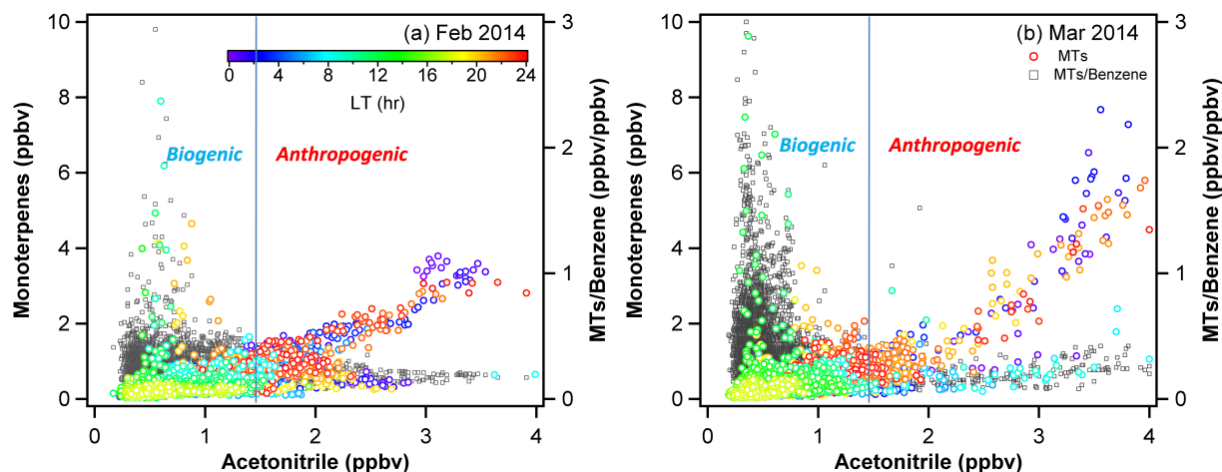 (a) Feb 2014
0 4 8 12 16 20 24
LT (hr)
Biogenic Anthropogenic
Monoterpenes (ppbv)
10
8
6
4
2
0
MTs/Benzene (ppbv/ppbv)
3
2
1
0
0 1 2 3 4
Acetonitrile (ppbv)
(b) Mar 2014
MTs
MTs/Benzene
Biogenic Anthropogenic
Monoterpenes (ppbv)
10
8
6
4
2
0
MTs/Benzene (ppbv/ppbv)
3
2
1
0
0 1 2 3 4
Acetonitrile (ppbv)